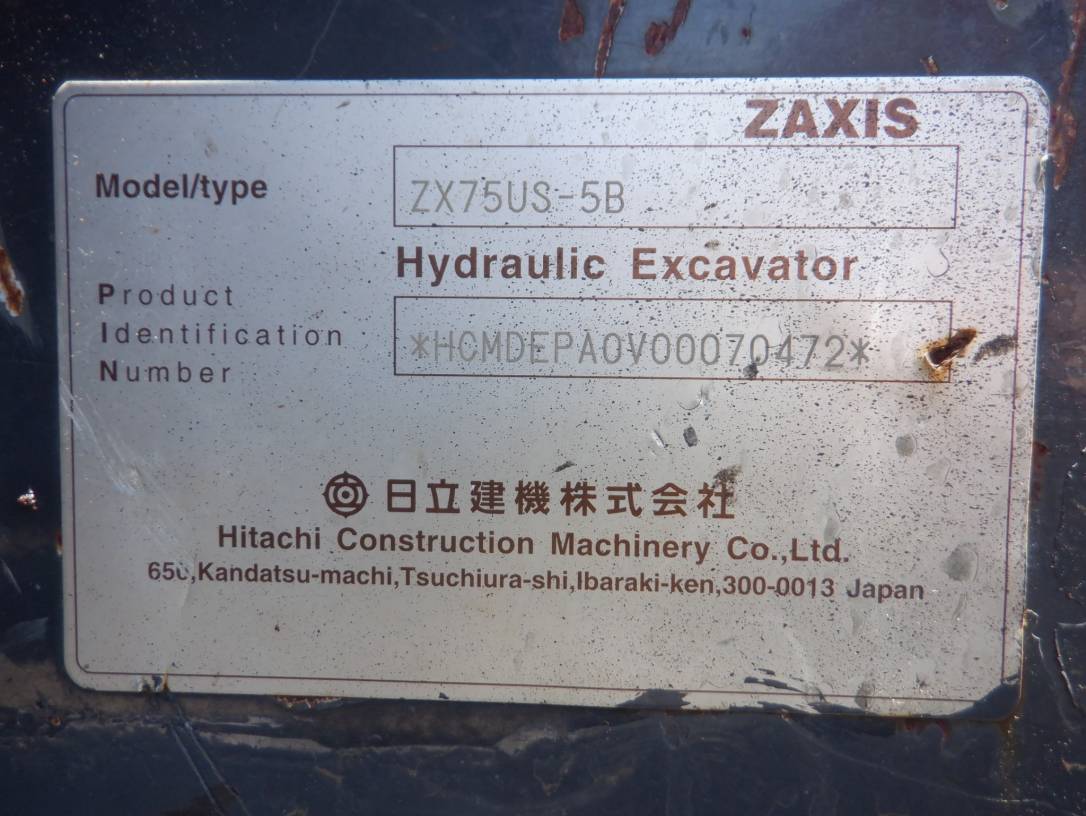 ZAXIS
Model/type ZX75US-5B
Hydraulic Excavator
Product
Identification
Number
*HCMDEPA0V00070472*
日立建機株式会社
Hitachi Construction Machinery Co.,Ltd.
650,Kandatsu-machi,Tsuchiura-shi,Ibaraki-ken,300-0013 Japan